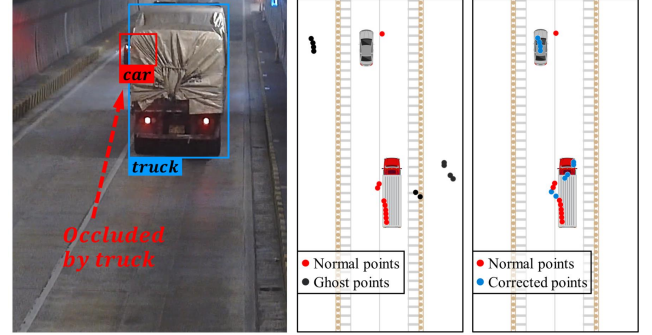 car
truck
Occluded
by truck
Normal points
Ghost points
Normal points
Corrected points